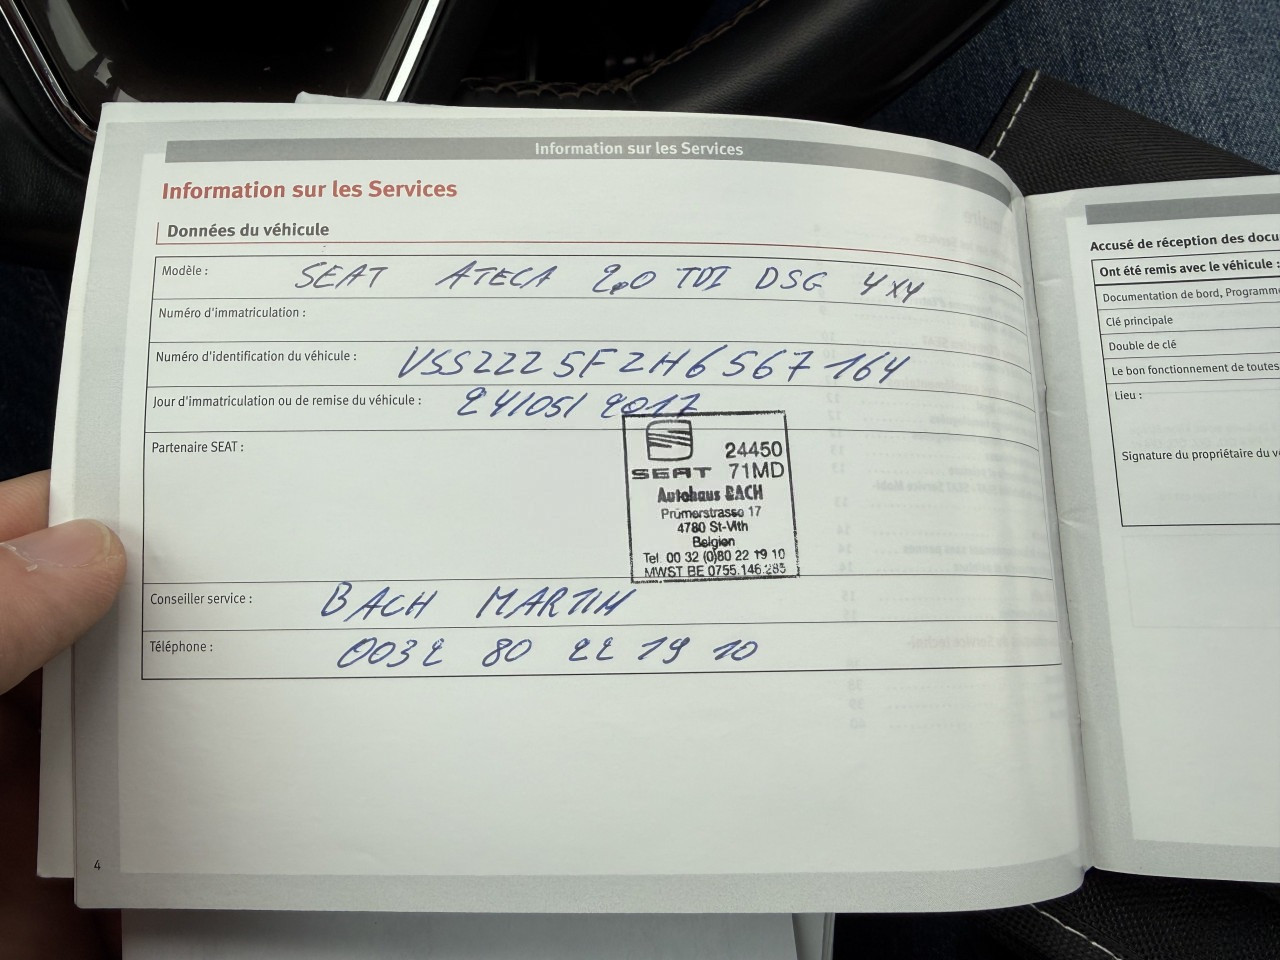 Information sur les Services
Information sur les Services
Données du véhicule
Modèle : SEAT ATECA 2.0 TDI DSG 4x4
Numéro d'immatriculation :
Numéro d'identification du véhicule : VSS2225F2H6567164
Jour d'immatriculation ou de remise du véhicule : 24/05/2017
Partenaire SEAT :
24450
SEAT 71MD
Autohaus BACH
Prümerstrasse 17
4780 St-Vith
Belgien
Tel. 00 32 (0)80 22 19 10
MWST BE 0755.146.285
Conseiller service : BACH MARTIN
Téléphone : 0032 80 22 19 10
4
Accusé de réception des docu
Ont été remis avec le véhicule :
Documentation de bord, Programme
Clé principale
Double de clé
Le bon fonctionnement de toutes
Lieu :
Signature du propriétaire du v